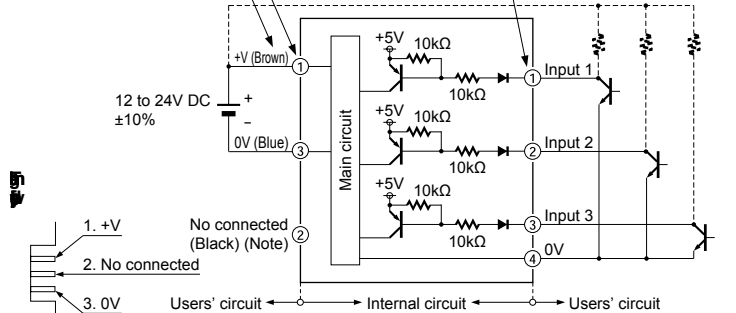 +V (Brown)
1
12 to 24V DC
±10%
+
−
0V (Blue)
3
No connected
(Black) (Note)
2
Main circuit
+5V
10kΩ
10kΩ
1
Input 1
+5V
10kΩ
10kΩ
2
Input 2
+5V
10kΩ
10kΩ
3
Input 3
4
0V
1. +V
2. No connected
3. 0V
Users’ circuit
Internal circuit
Users’ circuit